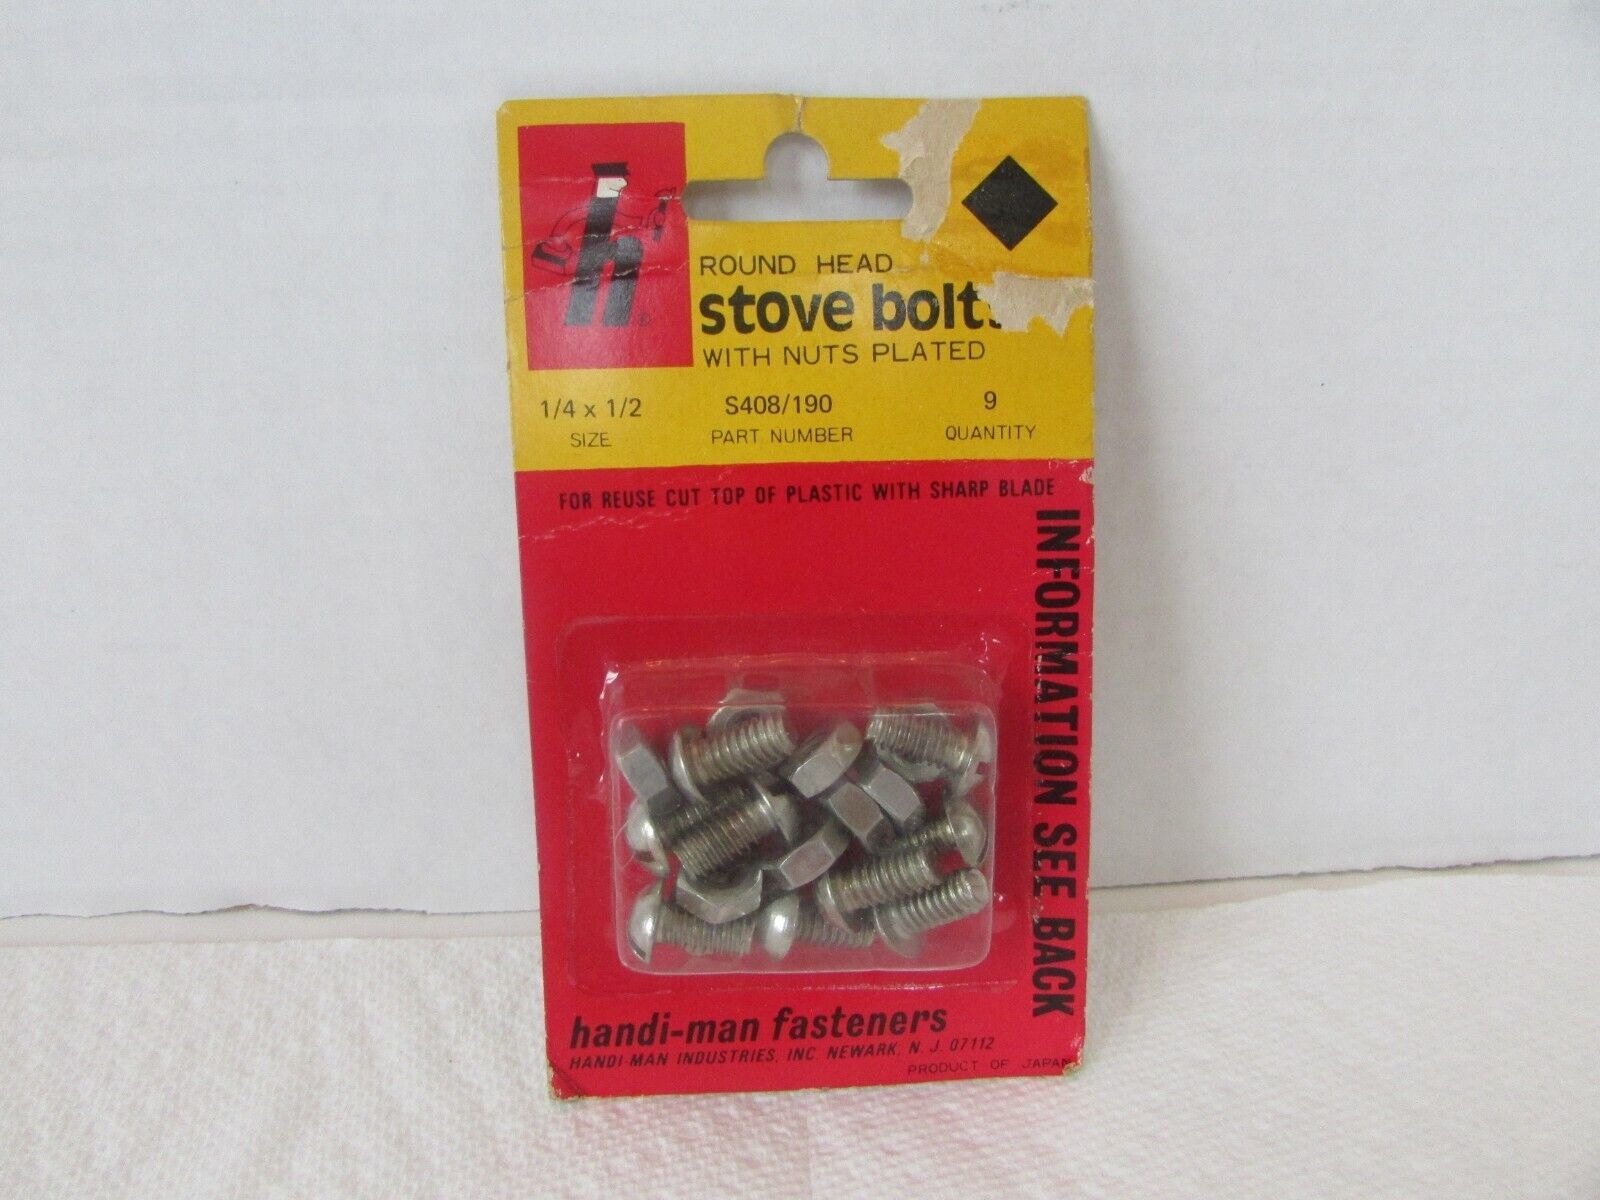 h®
ROUND HEAD
stove bolts
WITH NUTS PLATED
1/4 x 1/2 S408/190 9
SIZE PART NUMBER QUANTITY
FOR REUSE CUT TOP OF PLASTIC WITH SHARP BLADE
INFORMATION SEE BACK
handi-man fasteners
HANDI-MAN INDUSTRIES, INC. NEWARK, N. J. 07112
PRODUCT OF JAPAN